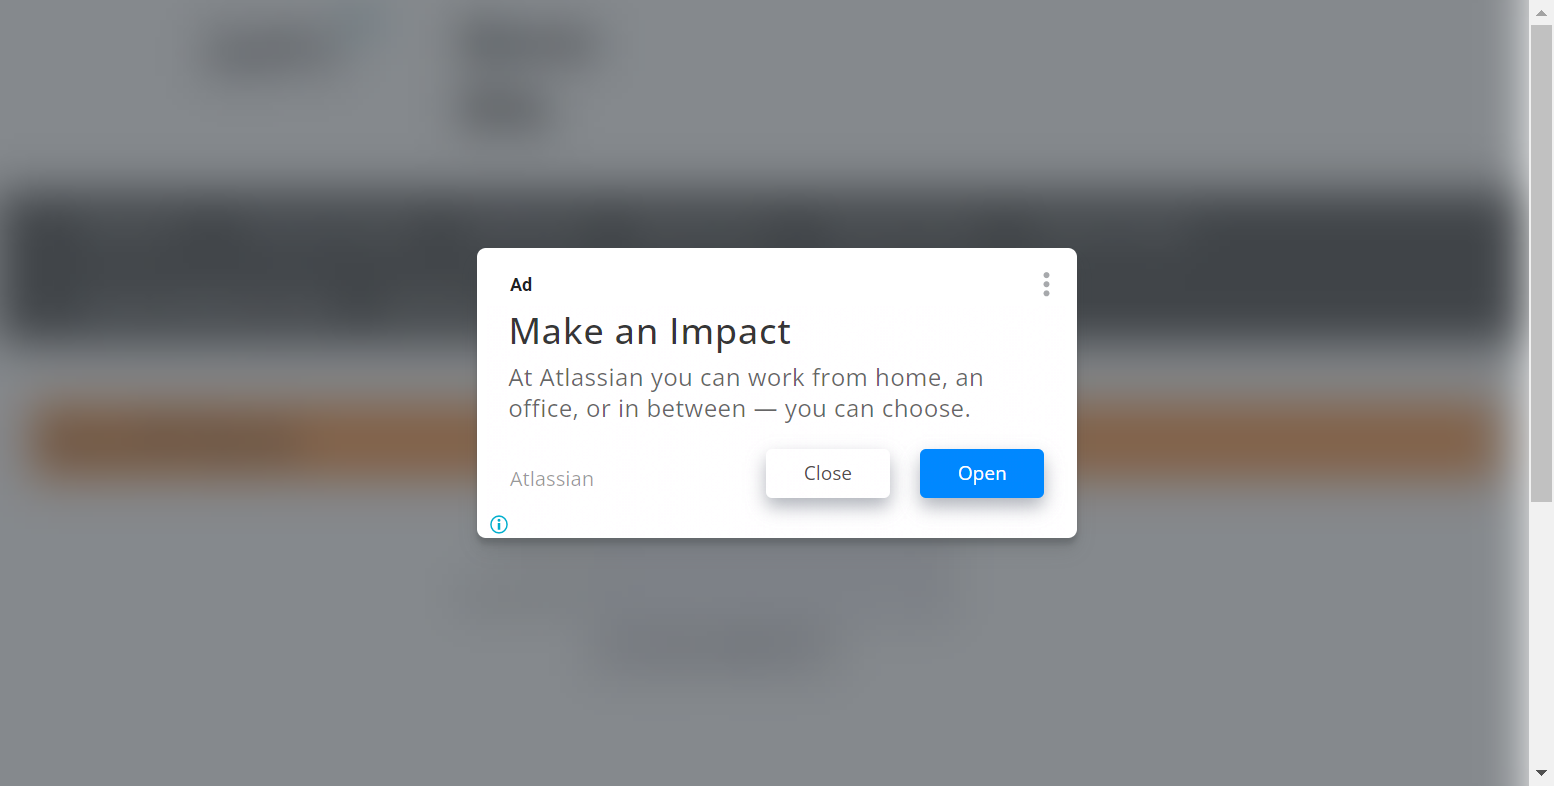 Ad
Make an Impact
At Atlassian you can work from home, an
office, or in between — you can choose.
Atlassian
Close
Open